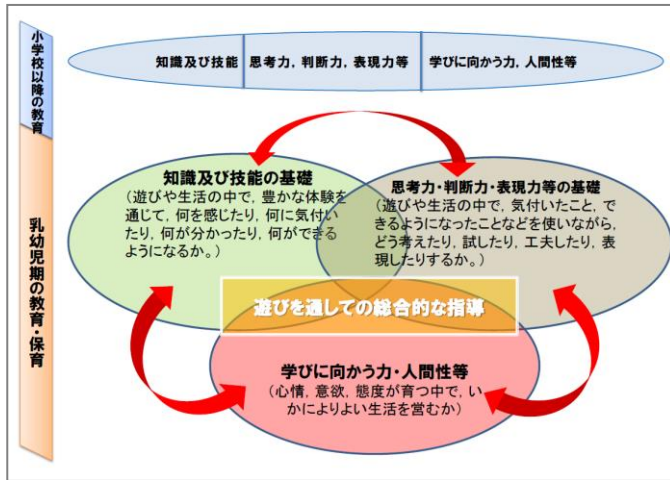 小学校以降の教育
知識及び技能
思考力，判断力，表現力等
学びに向かう力，人間性等
乳幼児期の教育・保育
知識及び技能の基礎
（遊びや生活の中で，豊かな体験を
通じて，何を感じたり，何に気付い
たり，何が分かったり，何ができる
ようになるか。）
思考力・判断力・表現力等の基礎
（遊びや生活の中で，気付いたこと，でき
るようになったことなどを使いながら，
どう考えたり，試したり，工夫したり，表
現したりするか。）
遊びを通しての総合的な指導
学びに向かう力・人間性等
（心情，意欲，態度が育つ中で，い
かによりよい生活を営むか）